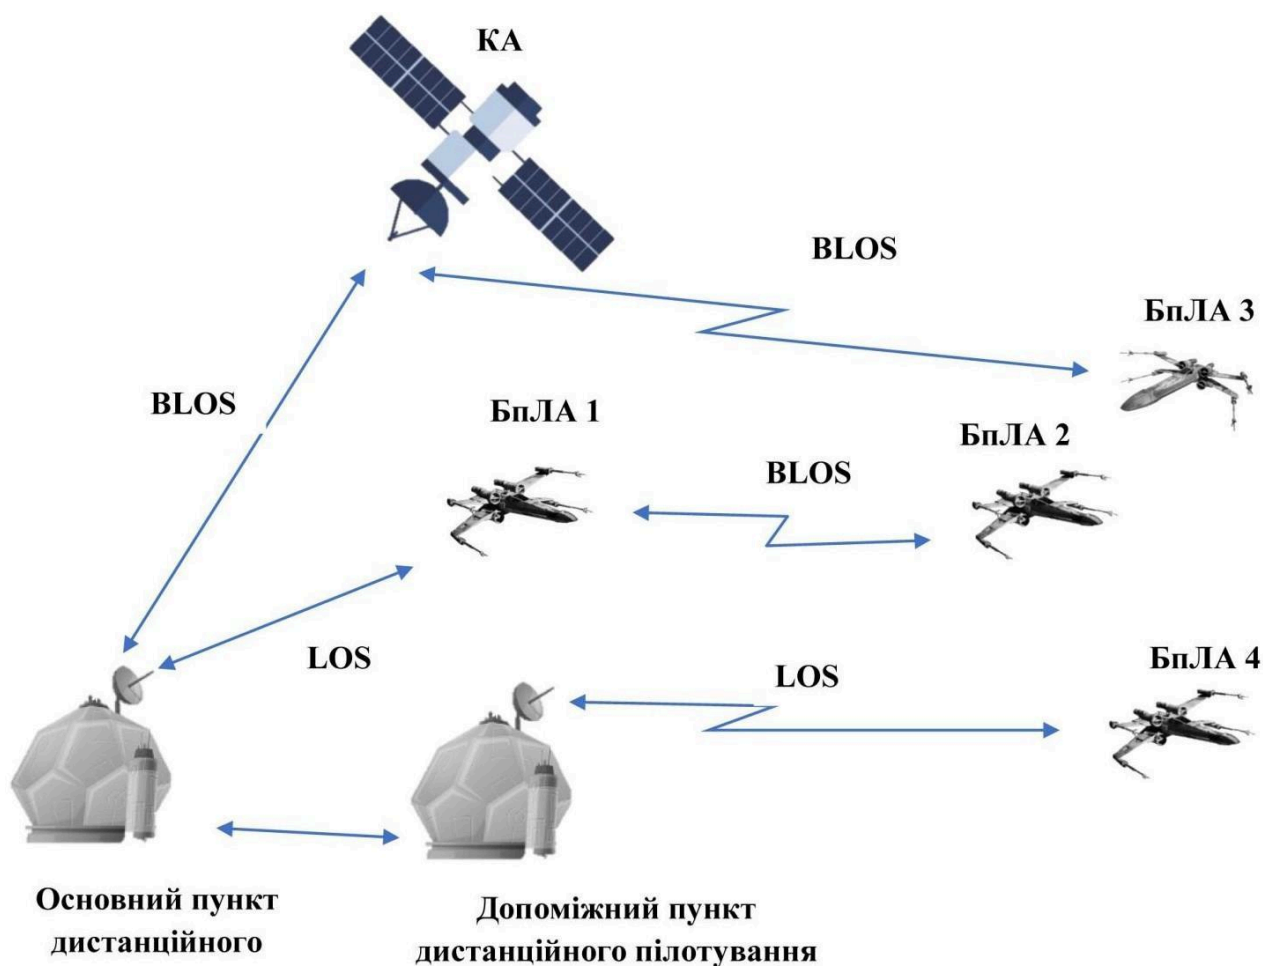 КА
BLOS
БпЛА 3
BLOS
БпЛА 1
БпЛА 2
BLOS
LOS
LOS
БпЛА 4
Основний пункт
дистанційного
Допоміжний пункт
дистанційного пілотування